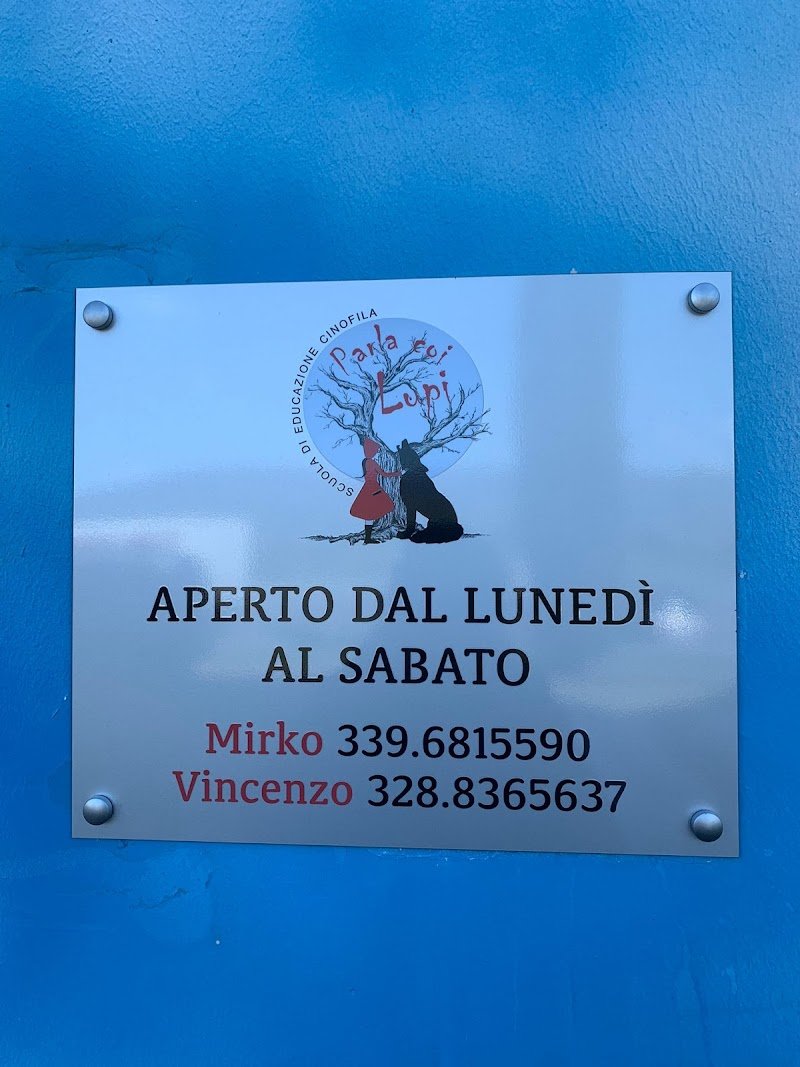 SCUOLA DI EDUCAZIONE CINOFILA
Parla coi
Lupi
APERTO DAL LUNEDÌ
AL SABATO
Mirko 339.6815590
Vincenzo 328.8365637